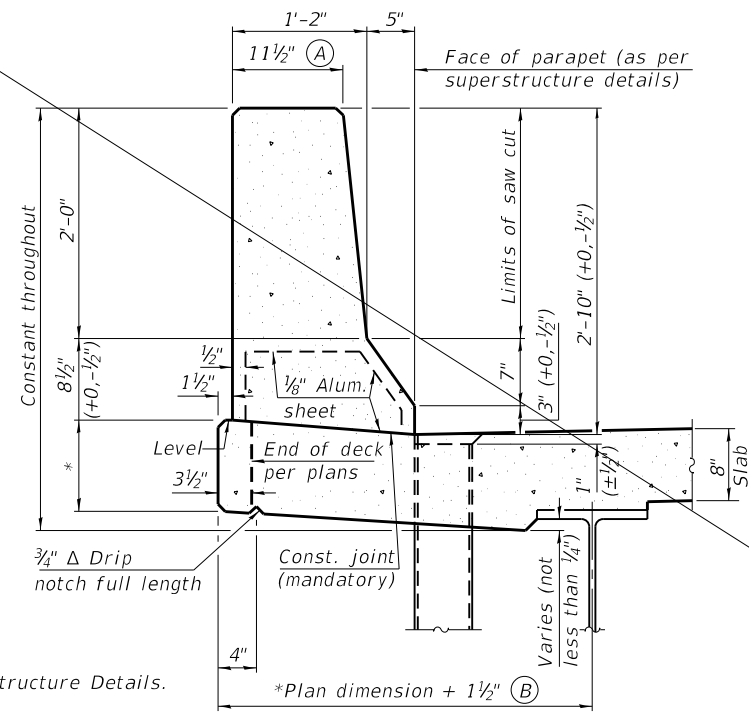 1'-2"
5"
11½" A
Face of parapet (as per
superstructure details)
Constant throughout
2'-0"
8½"
(+0,-½")
*
Limits of saw cut
7"
3" (+0,-½")
2'-10" (+0,-½")
½"
1½"
⅛" Alum.
sheet
Level
End of deck
per plans
3½"
1"
(±½")
8"
Slab
¾" Δ Drip
notch full length
Const. joint
(mandatory)
Varies (not
less than ¼")
4"
tructure Details.
*Plan dimension + 1½" B